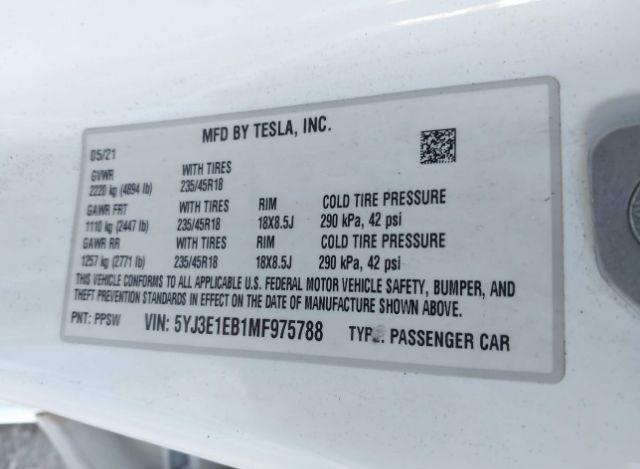 MFD BY TESLA, INC.
05/21
GVWR WITH TIRES
2220 kg (4894 lb) 235/45R18
GAWR FRT WITH TIRES RIM COLD TIRE PRESSURE
1110 kg (2447 lb) 235/45R18 18X8.5J 290 kPa, 42 psi
GAWR RR WITH TIRES RIM COLD TIRE PRESSURE
1257 kg (2771 lb) 235/45R18 18X8.5J 290 kPa, 42 psi
THIS VEHICLE CONFORMS TO ALL APPLICABLE U.S. FEDERAL MOTOR VEHICLE SAFETY, BUMPER, AND
THEFT PREVENTION STANDARDS IN EFFECT ON THE DATE OF MANUFACTURE SHOWN ABOVE.
PNT: PPSW VIN: 5YJ3E1EB1MF975788 TYPE: PASSENGER CAR